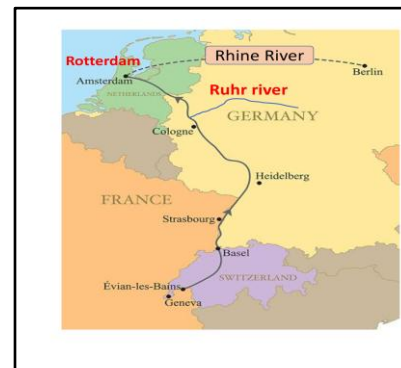 Rotterdam
Rhine River
Amsterdam
Berlin
NETHERLANDS
Ruhr river
GERMANY
Cologne
Heidelberg
FRANCE
Strasbourg
Basel
SWITZERLAND
Évian-les-Bains
Geneva